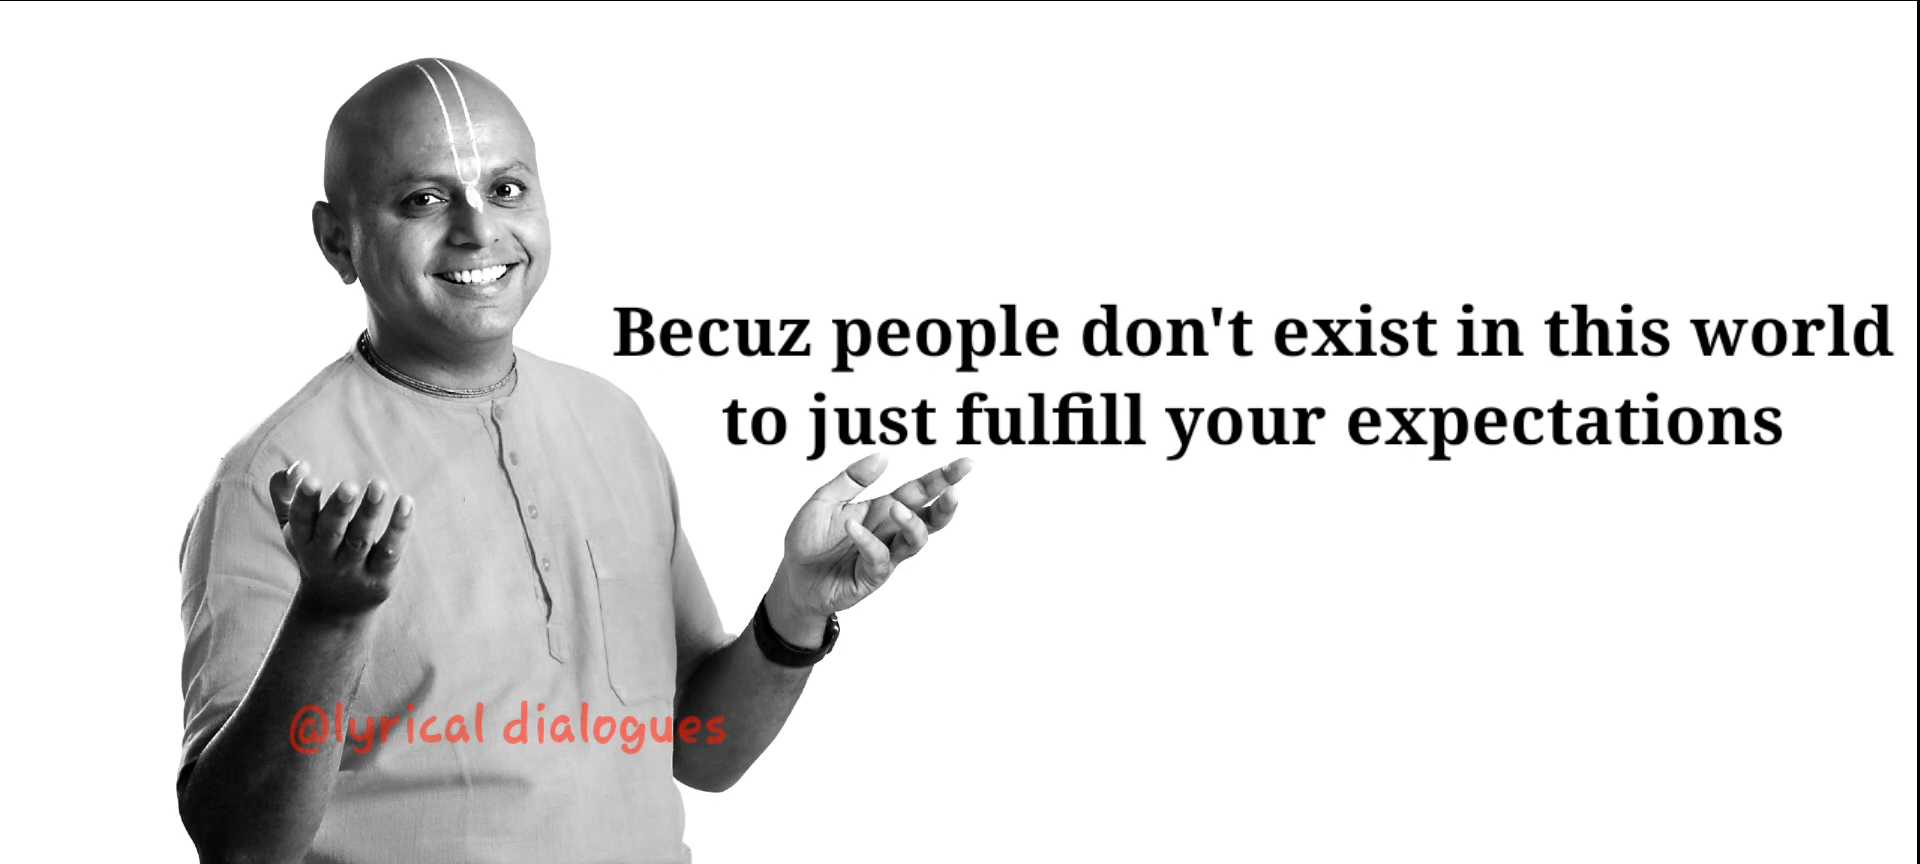 Becuz people don't exist in this world
to just fulfill your expectations
@lyrical dialogues